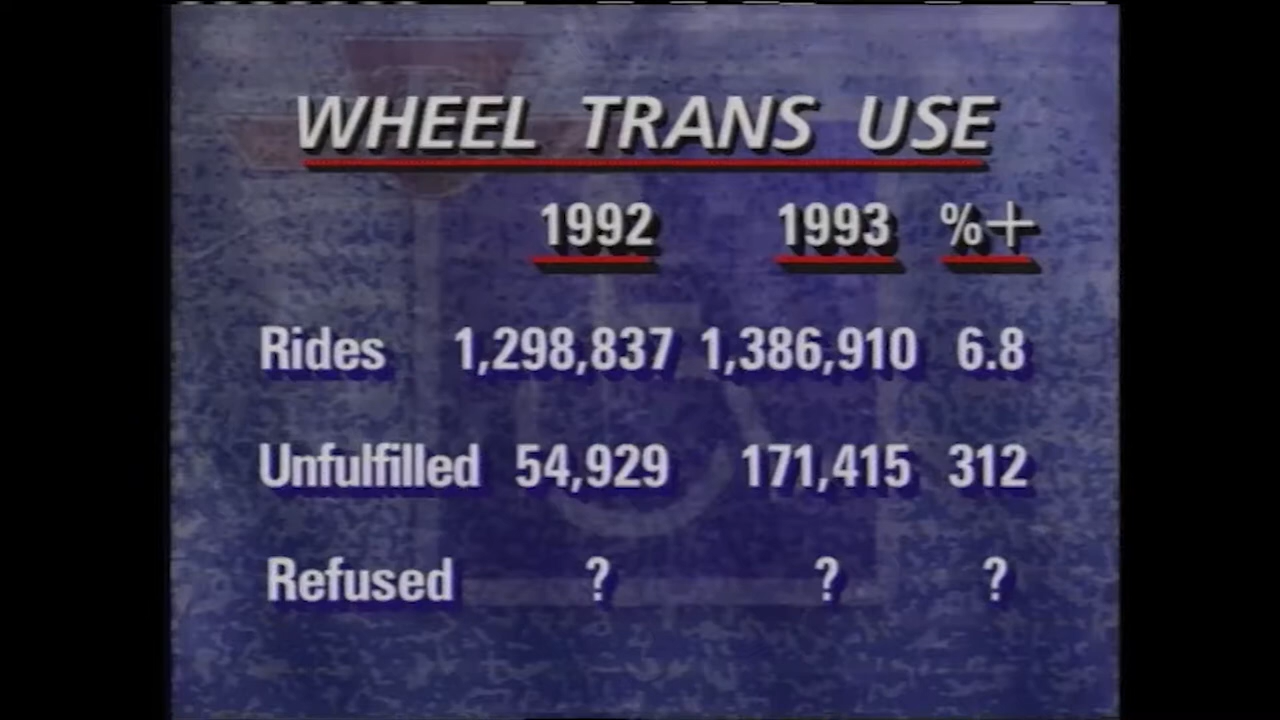 WHEEL TRANS USE
1992 1993 %+
Rides 1,298,837 1,386,910 6.8
Unfulfilled 54,929 171,415 312
Refused ? ? ?